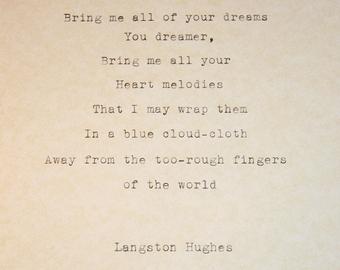 Bring me all of your dreams
You dreamer,
Bring me all your
Heart melodies
That I may wrap them
In a blue cloud-cloth
Away from the too-rough fingers
of the world
Langston Hughes